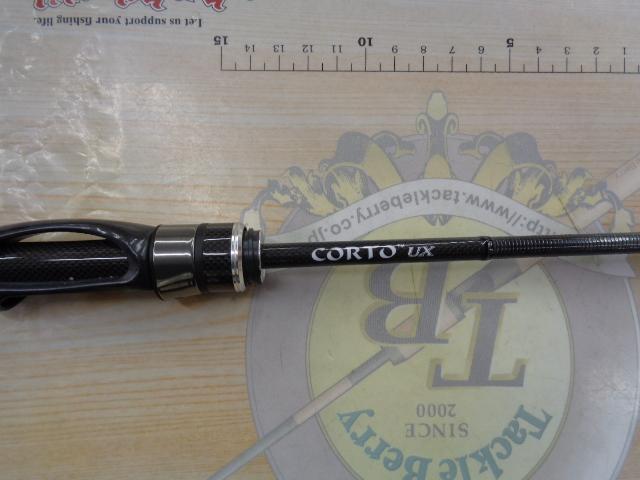 Let us support your fishing life!
15 14 13 12 11 10 9 8 7 6 5 4 3 2 1
http://www.tackleberry.co.jp
CORTO™ UX
TB
SINCE
2000
Tackle Berry